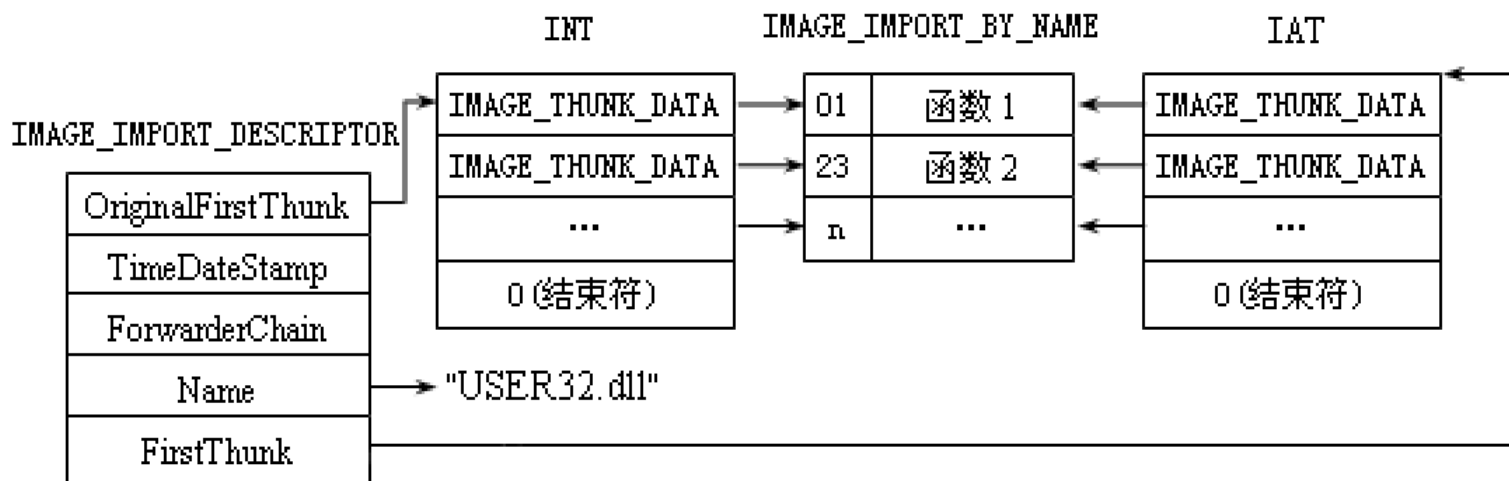 INT
IMAGE_IMPORT_BY_NAME
IAT
IMAGE_IMPORT_DESCRIPTOR
OriginalFirstThunk
TimeDateStamp
ForwarderChain
Name
FirstThunk
IMAGE_THUNK_DATA
IMAGE_THUNK_DATA
...
0(结束符)
01 函数1
23 函数2
n ...
IMAGE_THUNK_DATA
IMAGE_THUNK_DATA
...
0(结束符)
"USER32.dll"